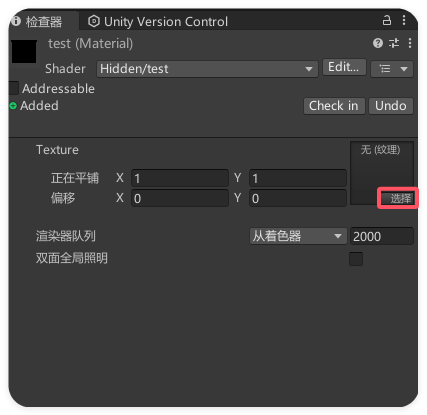 检查器 Unity Version Control
test (Material)
Shader Hidden/test Edit...
Addressable
Added Check in Undo
Texture 无 (纹理)
正在平铺 X 1 Y 1
偏移 X 0 Y 0 选择
渲染器队列 从着色器 2000
双面全局照明